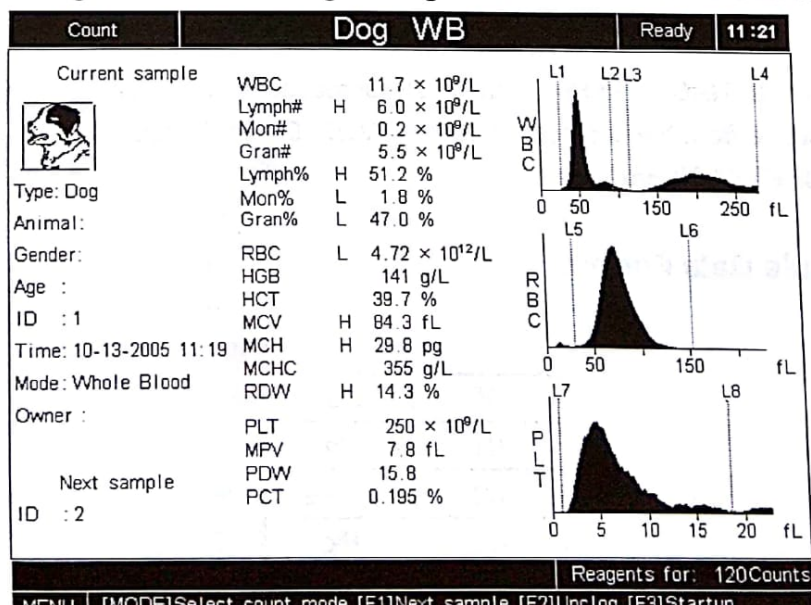 Count Dog WB Ready 11:21
Current sample
Type: Dog
Animal:
Gender:
Age :
ID : 1
Time: 10-13-2005 11:19
Mode: Whole Blood
Owner :
Next sample
ID : 2
WBC 11.7 × 10⁹/L
Lymph# H 6.0 × 10⁹/L
Mon# 0.2 × 10⁹/L
Gran# 5.5 × 10⁹/L
Lymph% H 51.2 %
Mon% L 1.8 %
Gran% L 47.0 %
RBC L 4.72 × 10¹²/L
HGB 141 g/L
HCT 39.7 %
MCV H 84.3 fL
MCH H 29.8 pg
MCHC 355 g/L
RDW H 14.3 %
PLT 250 × 10⁹/L
MPV 7.8 fL
PDW 15.8
PCT 0.195 %
L1 L2 L3 L4
WBC
0 50 150 250 fL
L5 L6
RBC
0 50 150 fL
L7 L8
PLT
0 5 10 15 20 fL
Reagents for: 120Counts
MENU [MODE]Select count mode [F1]Next sample [F2]Unclog [F3]Startup